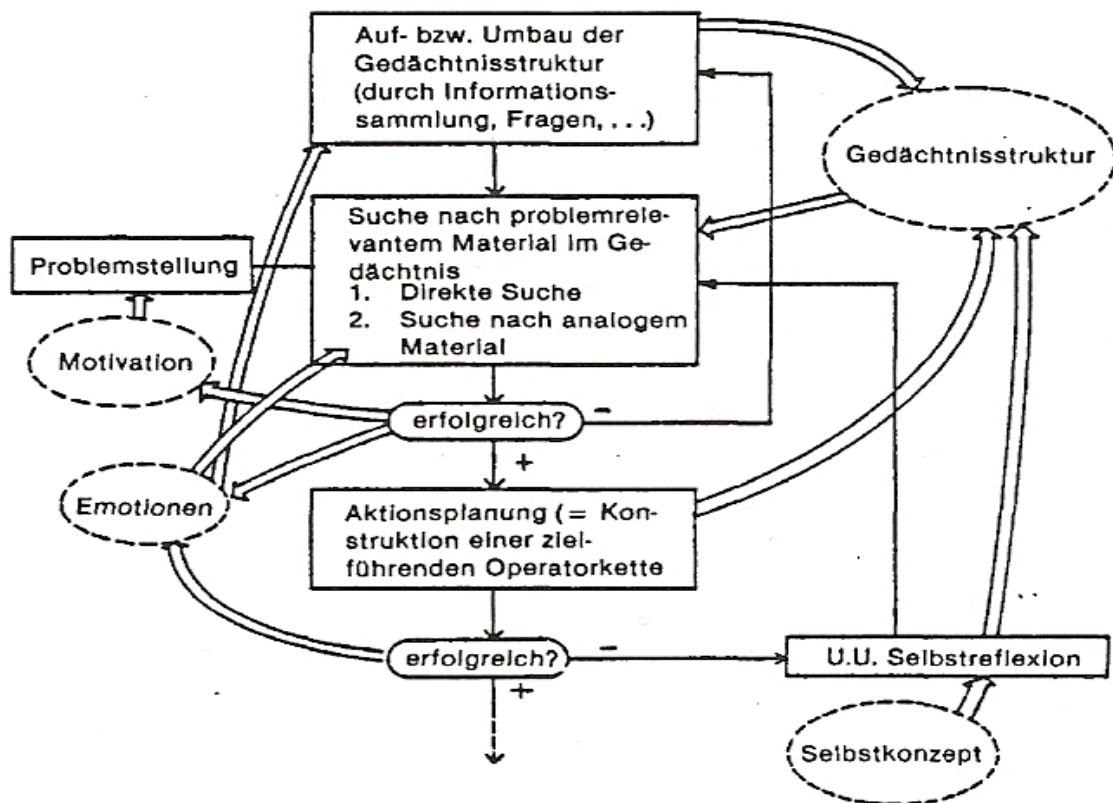 Auf- bzw. Umbau der
Gedächtnisstruktur
(durch Informations-
sammlung, Fragen, ...)
Gedächtnisstruktur
Suche nach problemrele-
vantem Material im Ge-
dächtnis
1. Direkte Suche
2. Suche nach analogem
Material
Problemstellung
Motivation
erfolgreich?
–
+
Emotionen
Aktionsplanung (= Kon-
struktion einer ziel-
führenden Operatorkette
erfolgreich?
–
+
U.U. Selbstreflexion
Selbstkonzept